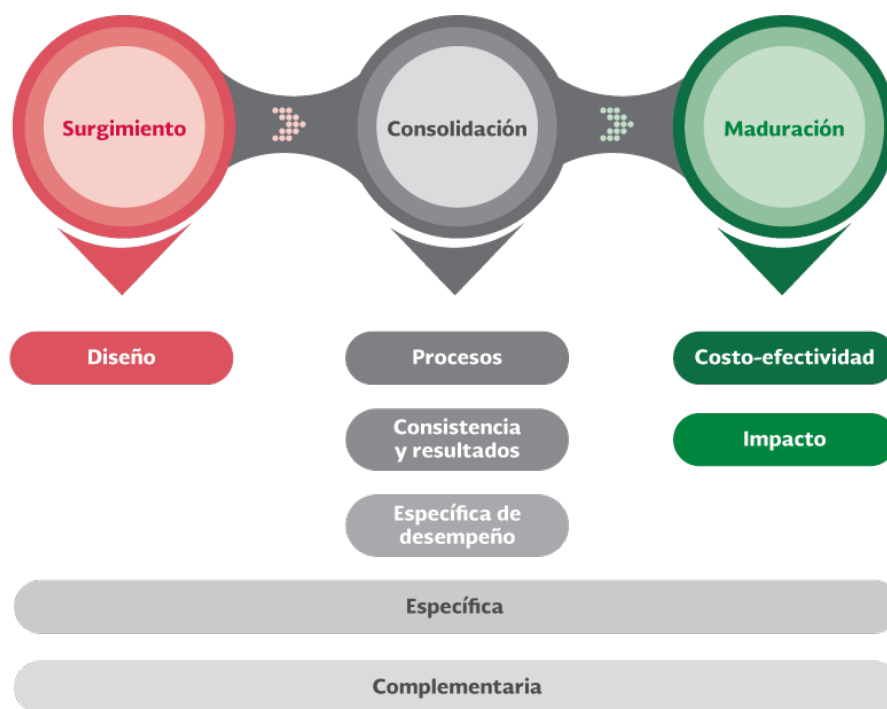 Surgimiento
Consolidación
Maduración
Diseño
Procesos
Costo-efectividad
Consistencia
y resultados
Impacto
Específica de
desempeño
Específica
Complementaria